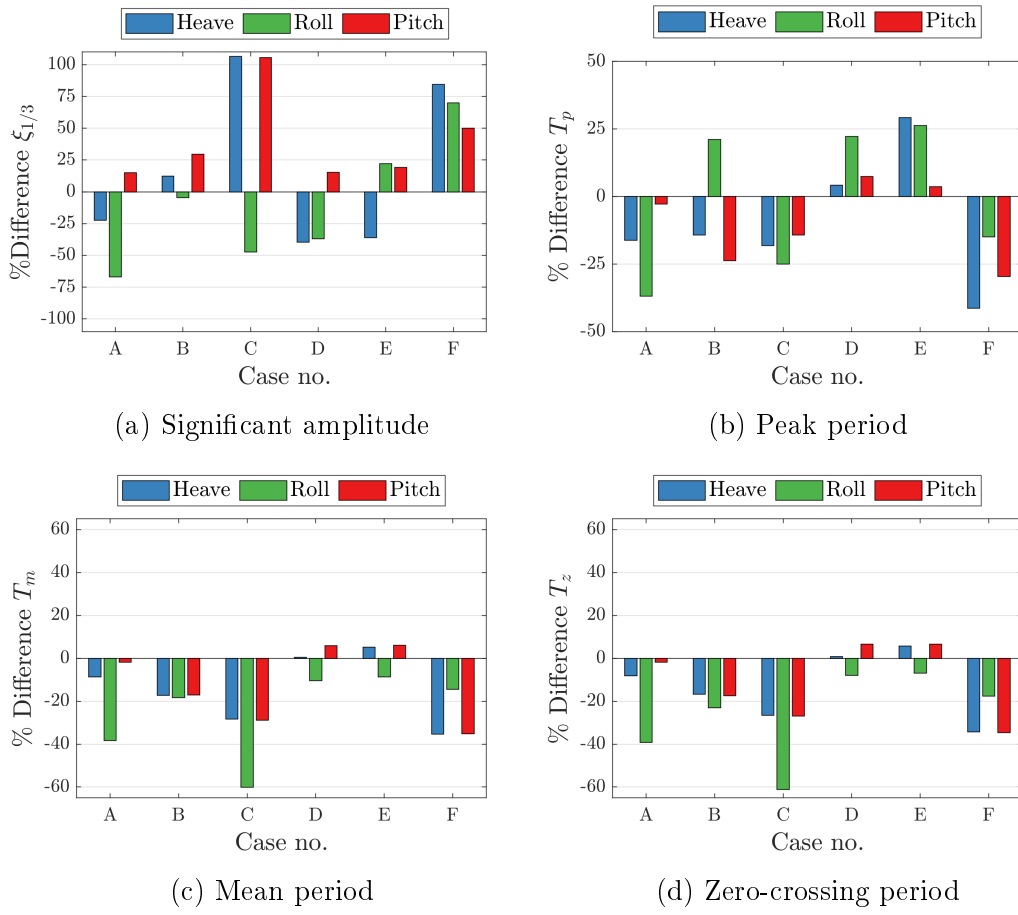 Heave Roll Pitch
Heave Roll Pitch
%Difference ξ1/3
100
75
50
25
0
-25
-50
-75
-100
A B C D E F
Case no.
(a) Significant amplitude
% Difference Tp
50
25
0
-25
-50
A B C D E F
Case no.
(b) Peak period
Heave Roll Pitch
Heave Roll Pitch
% Difference Tm
60
40
20
0
-20
-40
-60
A B C D E F
Case no.
(c) Mean period
% Difference Tz
60
40
20
0
-20
-40
-60
A B C D E F
Case no.
(d) Zero-crossing period